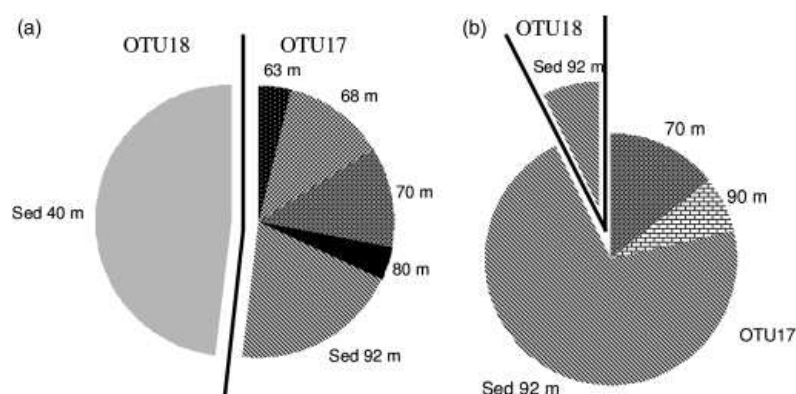 (a)
OTU18
OTU17
63 m
68 m
70 m
80 m
Sed 92 m
Sed 40 m
(b)
OTU18
Sed 92 m
70 m
90 m
OTU17
Sed 92 m